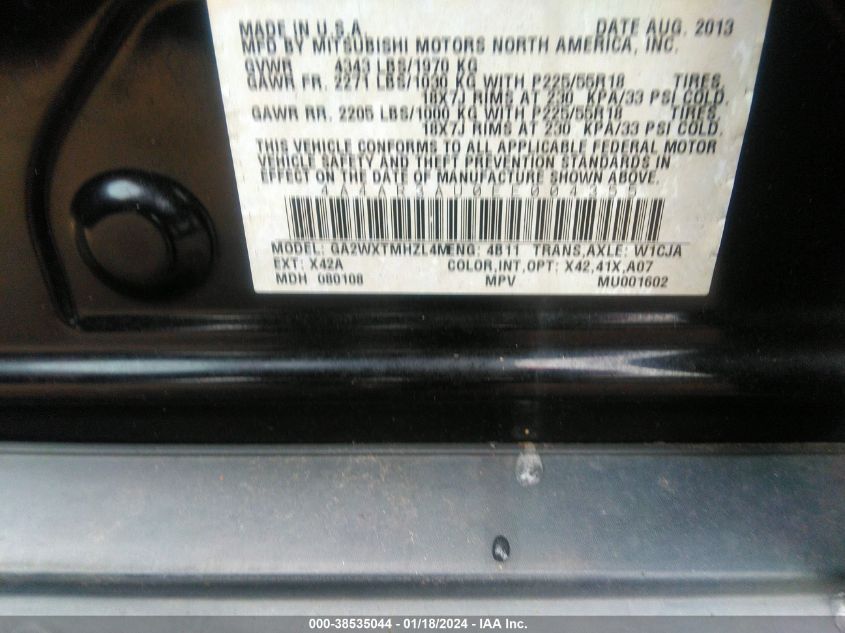 MADE IN U.S.A. DATE AUG. 2013
MFD BY MITSUBISHI MOTORS NORTH AMERICA, INC.
GVWR 4343 LBS/1970 KG
GAWR FR. 2271 LBS/1030 KG WITH P225/55R18 TIRES,
18X7J RIMS AT 230 KPA/33 PSI COLD.
GAWR RR. 2205 LBS/1000 KG WITH P225/55R18 TIRES,
18X7J RIMS AT 230 KPA/33 PSI COLD.
THIS VEHICLE CONFORMS TO ALL APPLICABLE FEDERAL MOTOR
VEHICLE SAFETY AND THEFT PREVENTION STANDARDS IN
EFFECT ON THE DATE OF MANUFACTURE SHOWN ABOVE.
MODEL: GA2WXTMHZL4M ENG: 4B11 TRANS,AXLE: W1CJA
EXT: X42A COLOR,INT,OPT: X42,41X,A07
MDH 080108 MPV MU001602
000-38535044 - 01/18/2024 - IAA Inc.